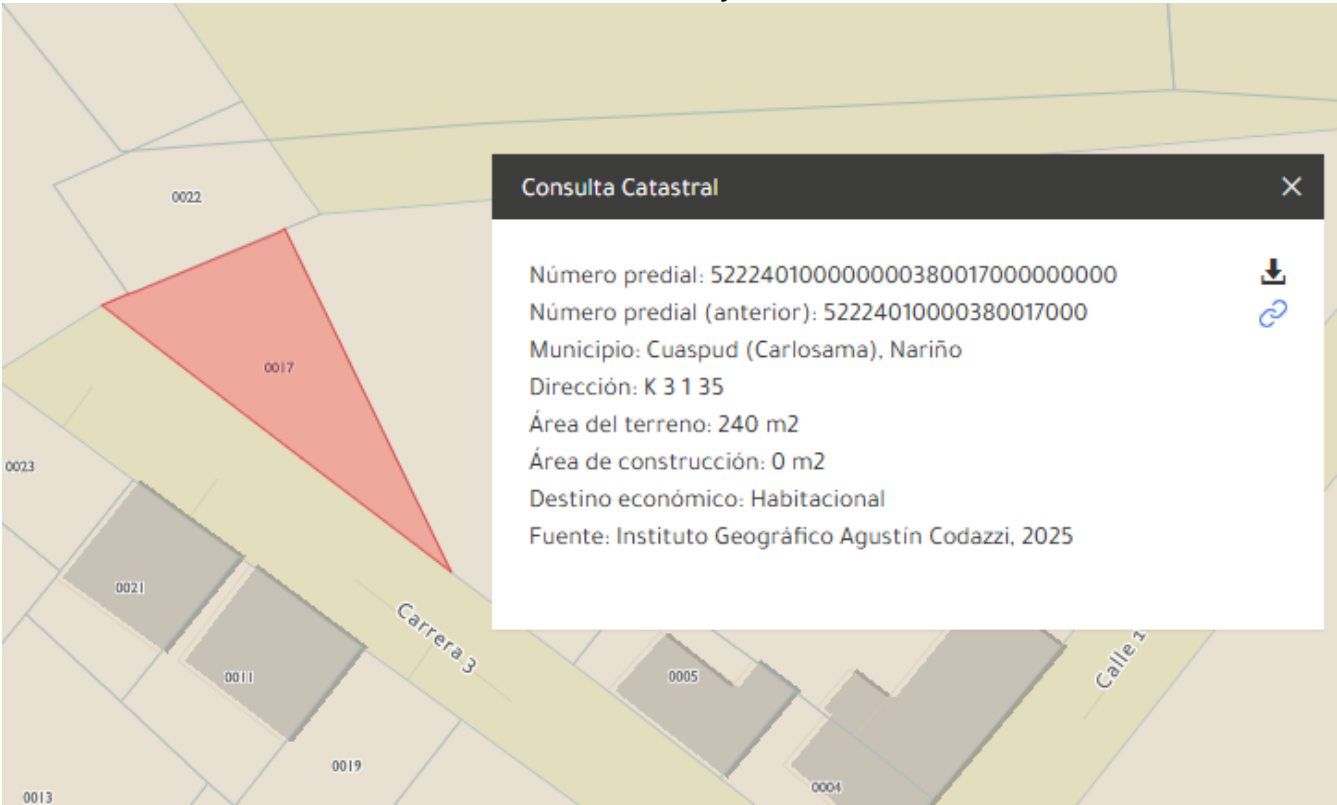 0022
Consulta Catastral
Número predial: 522240100000000380017000000000
Número predial (anterior): 52224010000380017000
Municipio: Cuaspud (Carlosama), Nariño
0017
Dirección: K 3 1 35
Área del terreno: 240 m2
0023
Área de construcción: 0 m2
Destino económico: Habitacional
Fuente: Instituto Geográfico Agustín Codazzi, 2025
0021
Carrera 3
Calle 1
0011
0005
0019
0004
0013